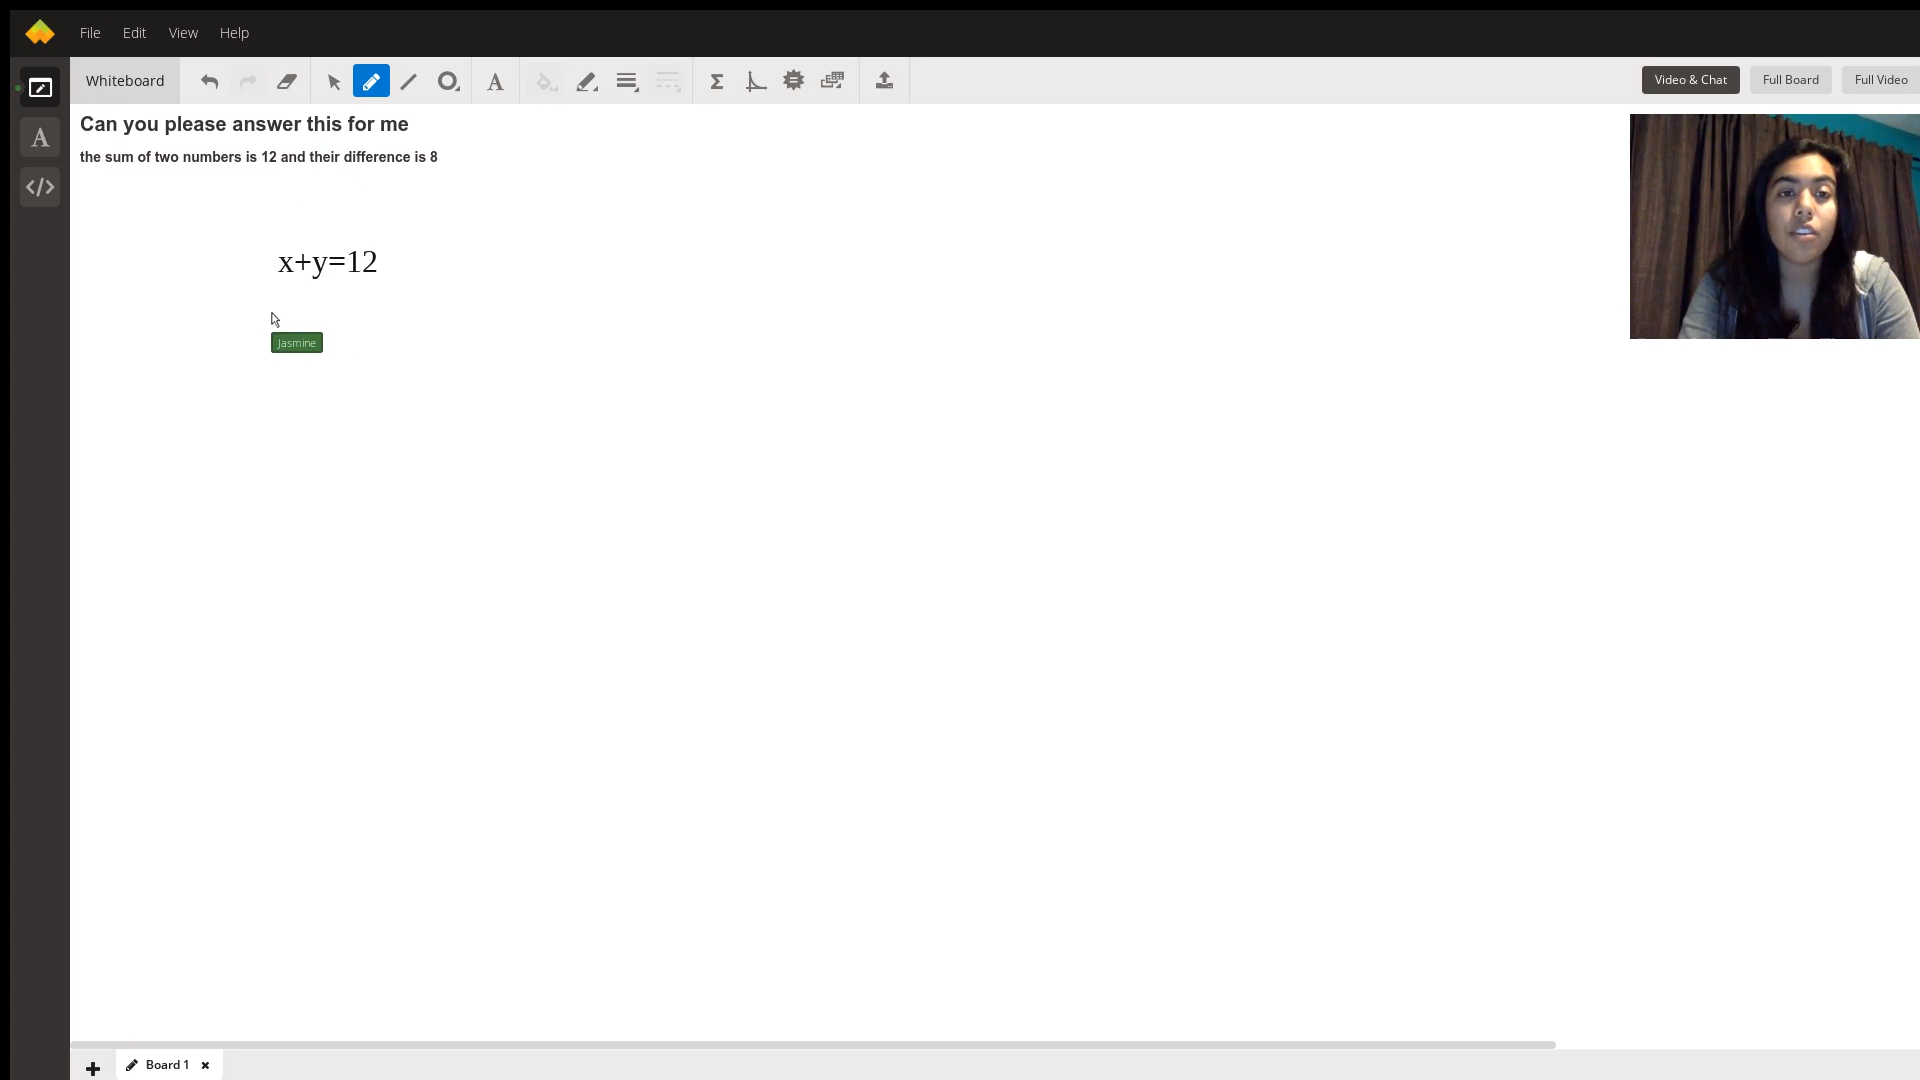 File Edit View Help
Whiteboard A Σ Video & Chat Full Board Full Video
A
</>
Can you please answer this for me
the sum of two numbers is 12 and their difference is 8
x+y=12
Jasmine
Board 1